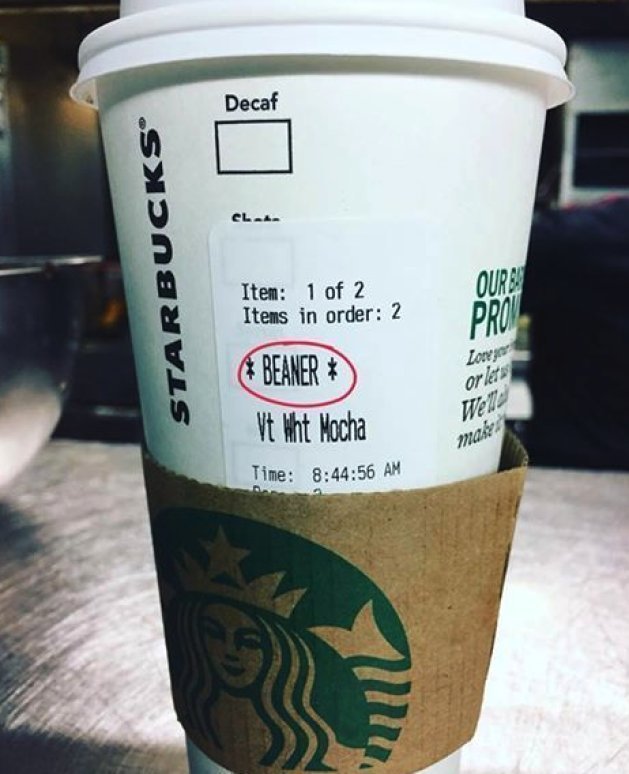 Decaf
STARBUCKS®
Item: 1 of 2
Items in order: 2
* BEANER *
Vt Wht Mocha
Time: 8:44:56 AM
OUR
Love your
or let us
We'll
make